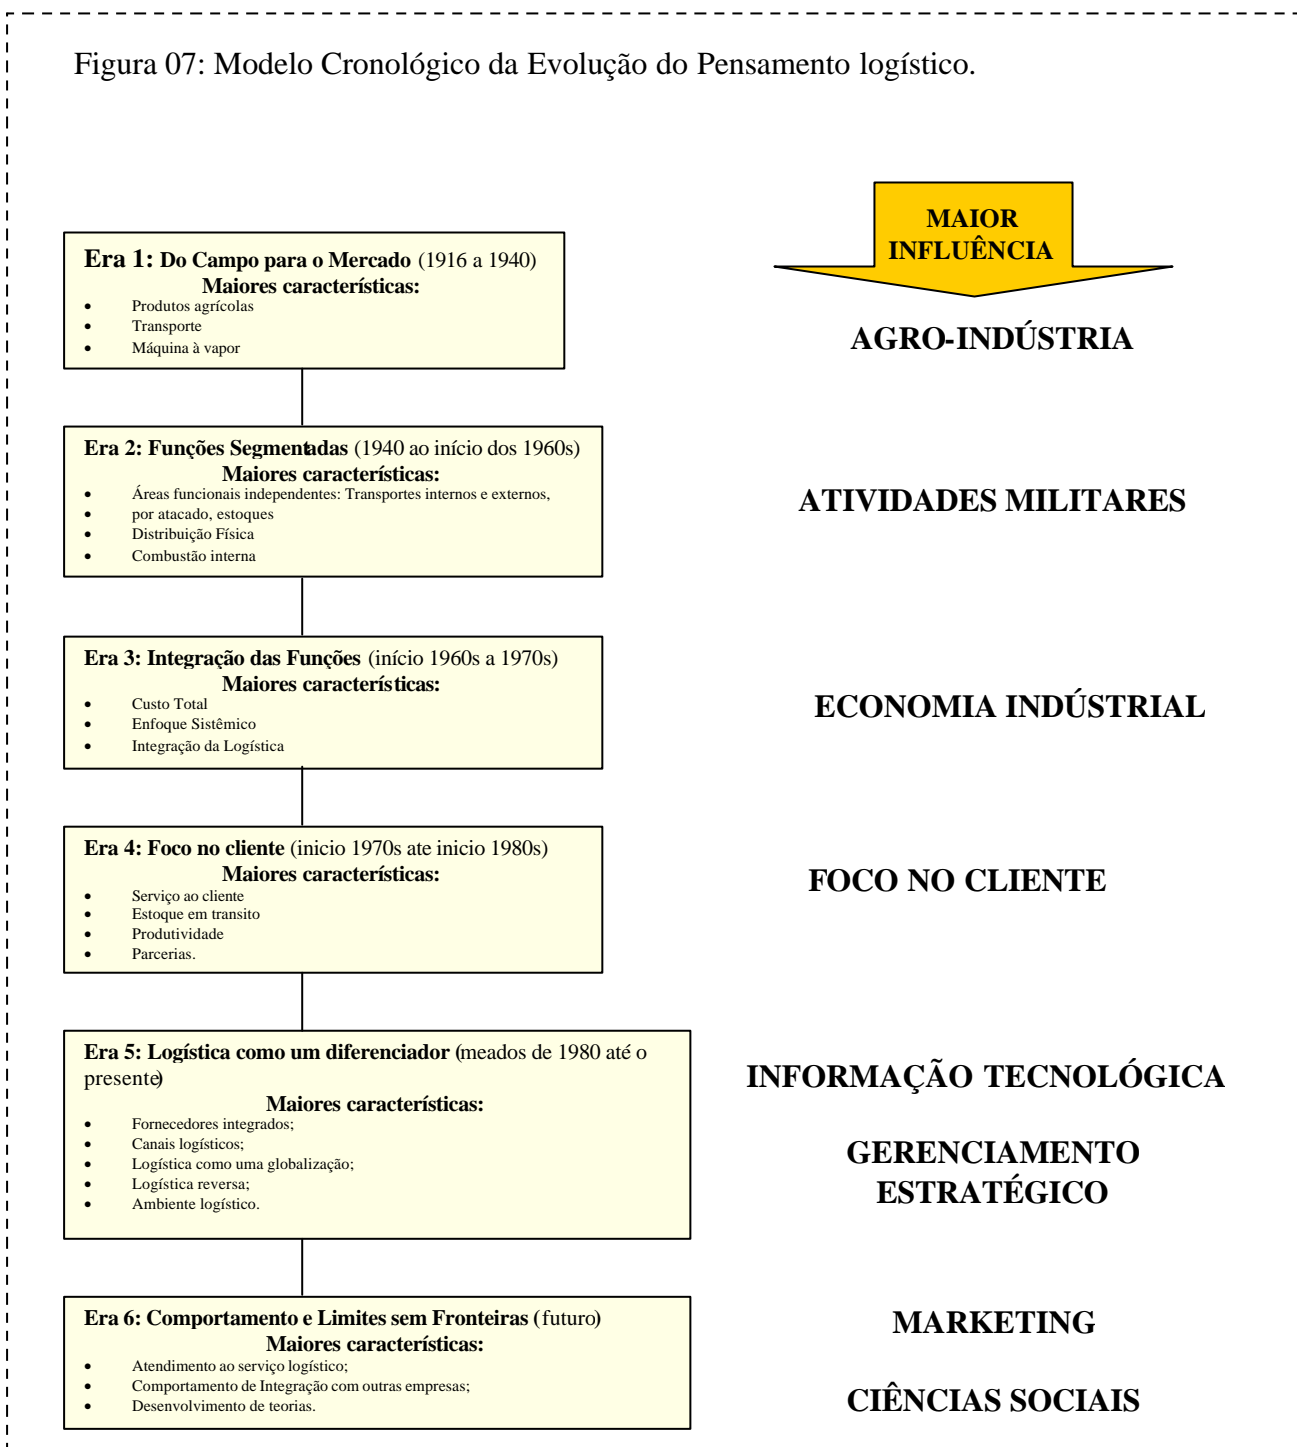 Figura 07: Modelo Cronológico da Evolução do Pensamento logístico.
MAIOR
INFLUÊNCIA
Era 1: Do Campo para o Mercado (1916 a 1940)
Maiores características:
• Produtos agrícolas
• Transporte
• Máquina à vapor
AGRO-INDÚSTRIA
Era 2: Funções Segmentadas (1940 ao início dos 1960s)
Maiores características:
• Áreas funcionais independentes: Transportes internos e externos,
• por atacado, estoques
• Distribuição Física
• Combustão interna
ATIVIDADES MILITARES
Era 3: Integração das Funções (início 1960s a 1970s)
Maiores características:
• Custo Total
• Enfoque Sistêmico
• Integração da Logística
ECONOMIA INDÚSTRIAL
Era 4: Foco no cliente (inicio 1970s ate inicio 1980s)
Maiores características:
• Serviço ao cliente
• Estoque em transito
• Produtividade
• Parcerias.
FOCO NO CLIENTE
Era 5: Logística como um diferenciador (meados de 1980 até o
presente)
Maiores características:
• Fornecedores integrados;
• Canais logísticos;
• Logística como uma globalização;
• Logística reversa;
• Ambiente logístico.
INFORMAÇÃO TECNOLÓGICA
GERENCIAMENTO
ESTRATÉGICO
Era 6: Comportamento e Limites sem Fronteiras (futuro)
Maiores características:
• Atendimento ao serviço logístico;
• Comportamento de Integração com outras empresas;
• Desenvolvimento de teorias.
MARKETING
CIÊNCIAS SOCIAIS